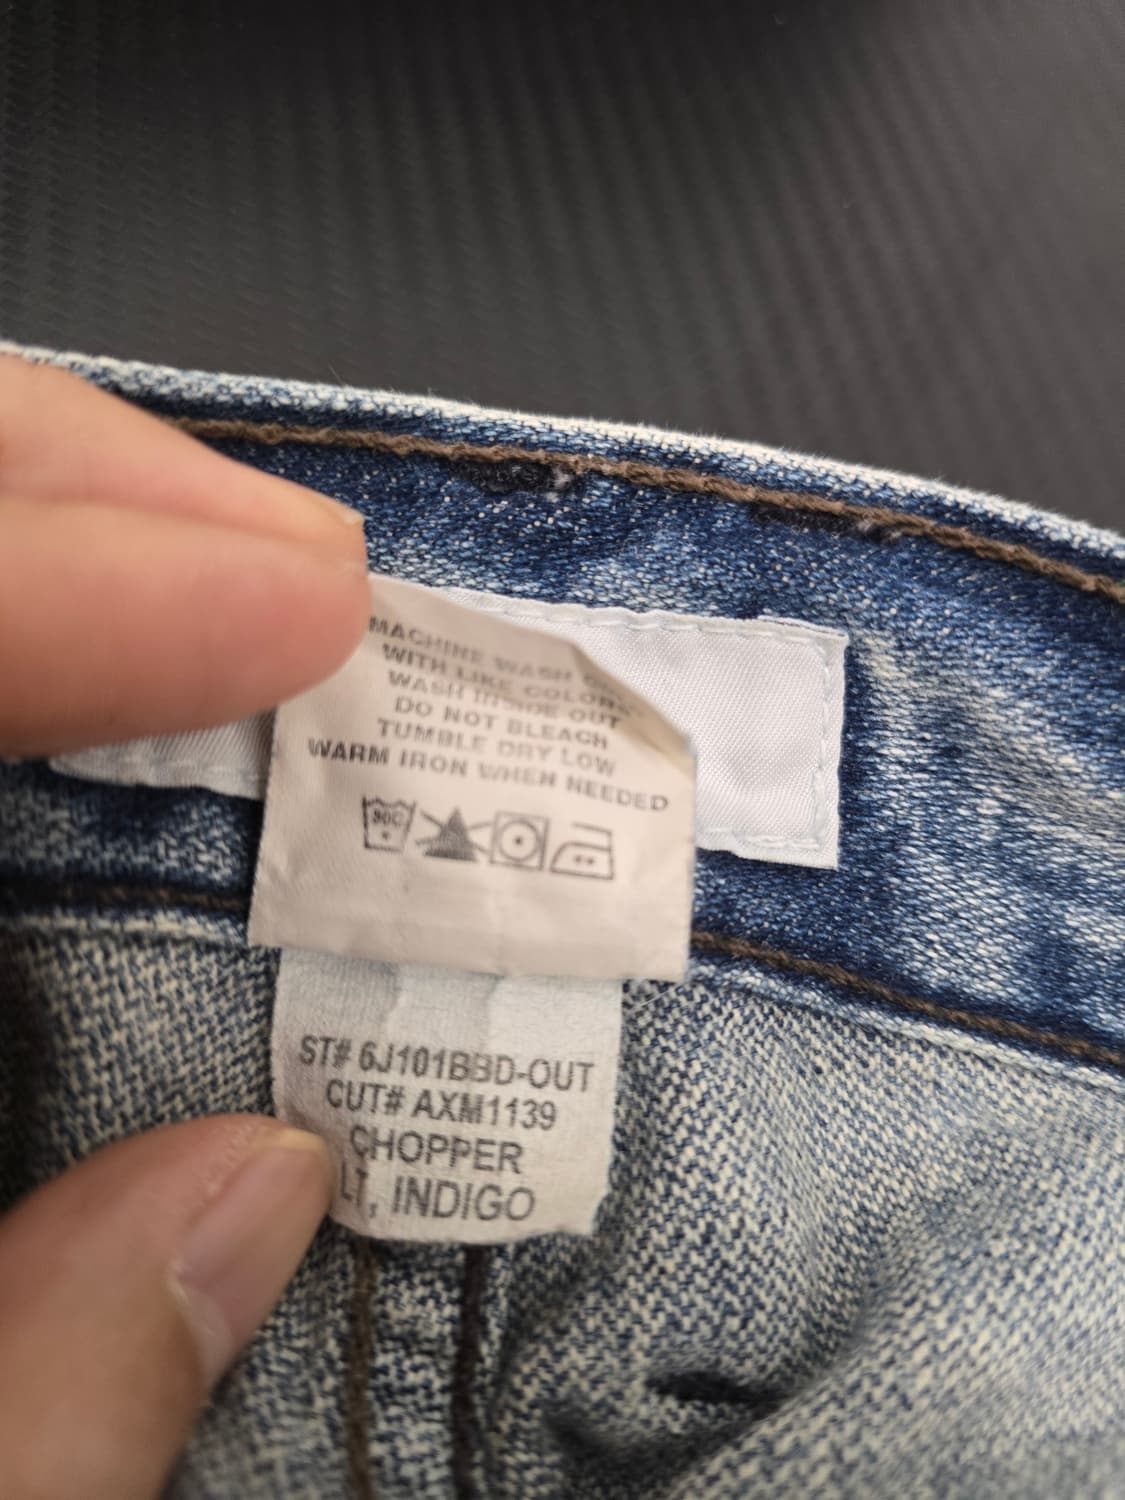 MACHINE WASH
WITH LIKE COLORS
WASH INSIDE OUT
DO NOT BLEACH
TUMBLE DRY LOW
WARM IRON WHEN NEEDED
30C
ST# 6J101BBD-OUT
CUT# AXM1139
CHOPPER
LT, INDIGO